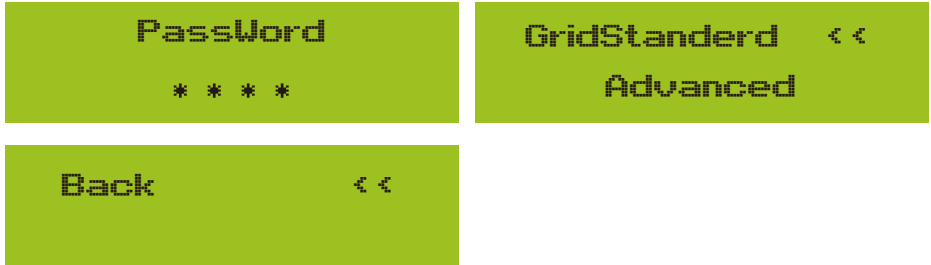 PassWord
* * * *
GridStanderd <<
Advanced
Back <<